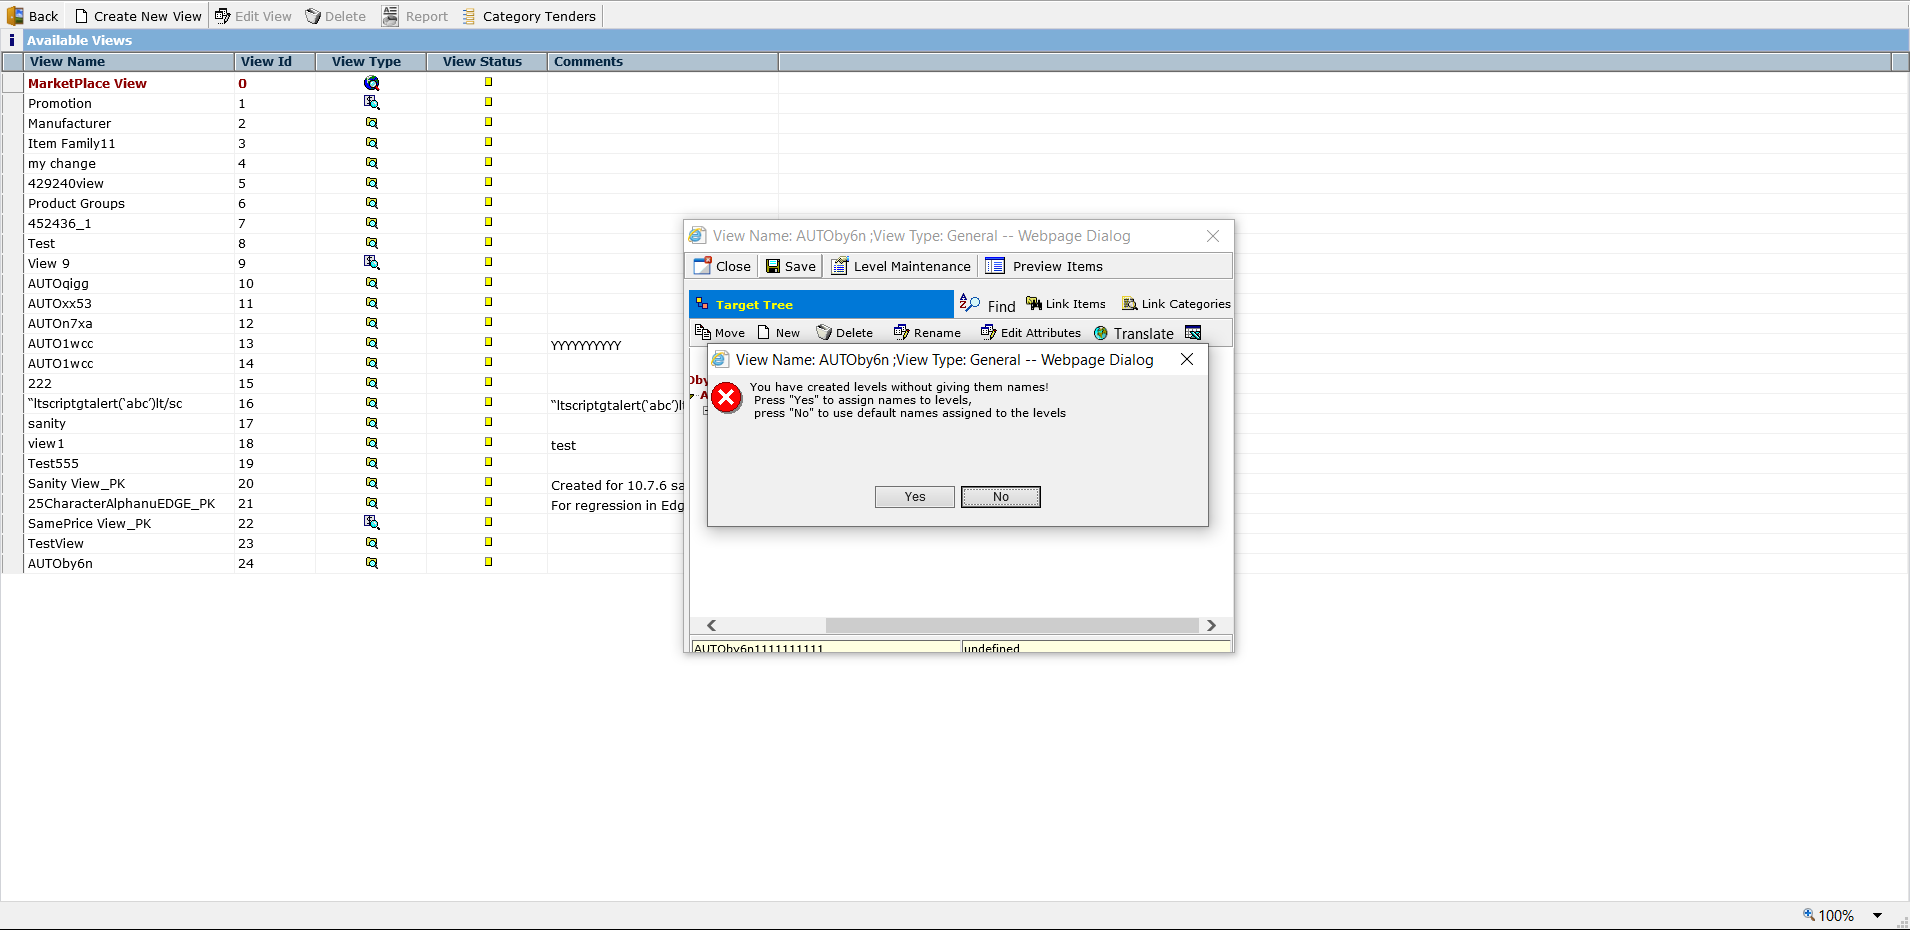 Back Create New View Edit View Delete Report Category Tenders
i Available Views
View Name View Id View Type View Status Comments
MarketPlace View 0
Promotion 1
Manufacturer 2
Item Family11 3
my change 4
429240view 5
Product Groups 6
452436_1 7
Test 8
View 9 9
AUTOqigg 10
AUTOxx53 11
AUTOn7xa 12
AUTO1wcc 13 YYYYYYYYYY
AUTO1wcc 14
222 15
“ltscriptgtalert(‘abc’)lt/sc 16 “ltscriptgtalert(‘abc’)lt
sanity 17
view1 18 test
Test555 19
Sanity View_PK 20 Created for 10.7.6 sa
25CharacterAlphanuEDGE_PK 21 For regression in Edg
SamePrice View_PK 22
TestView 23
AUTOby6n 24
View Name: AUTOby6n ;View Type: General -- Webpage Dialog
Close Save Level Maintenance Preview Items
Target Tree Find Link Items Link Categories
Move New Delete Rename Edit Attributes Translate
View Name: AUTOby6n ;View Type: General -- Webpage Dialog
You have created levels without giving them names!
Press "Yes" to assign names to levels,
press "No" to use default names assigned to the levels
Yes No
AUTOby6n1111111111 undefined
100%